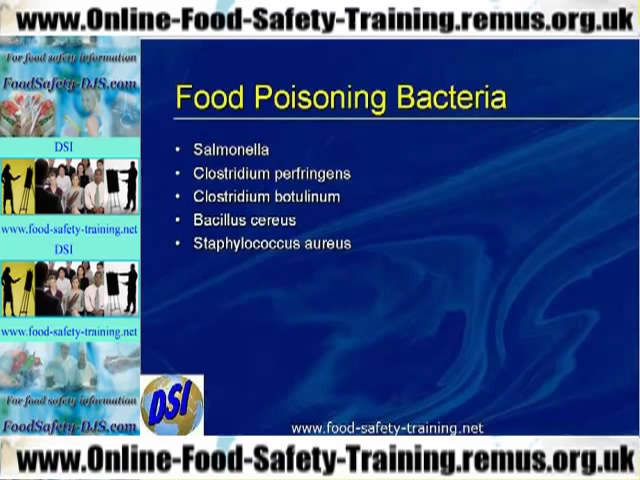 www.Online-Food-Safety-Training.remus.org.uk
For food safety information
FoodSafety-DJS.com
DSI
www.food-safety-training.net
DSI
www.food-safety-training.net
For food safety information
FoodSafety-DJS.com
Food Poisoning Bacteria
• Salmonella
• Clostridium perfringens
• Clostridium botulinum
• Bacillus cereus
• Staphylococcus aureus
DSI
www.food-safety-training.net
www.Online-Food-Safety-Training.remus.org.uk